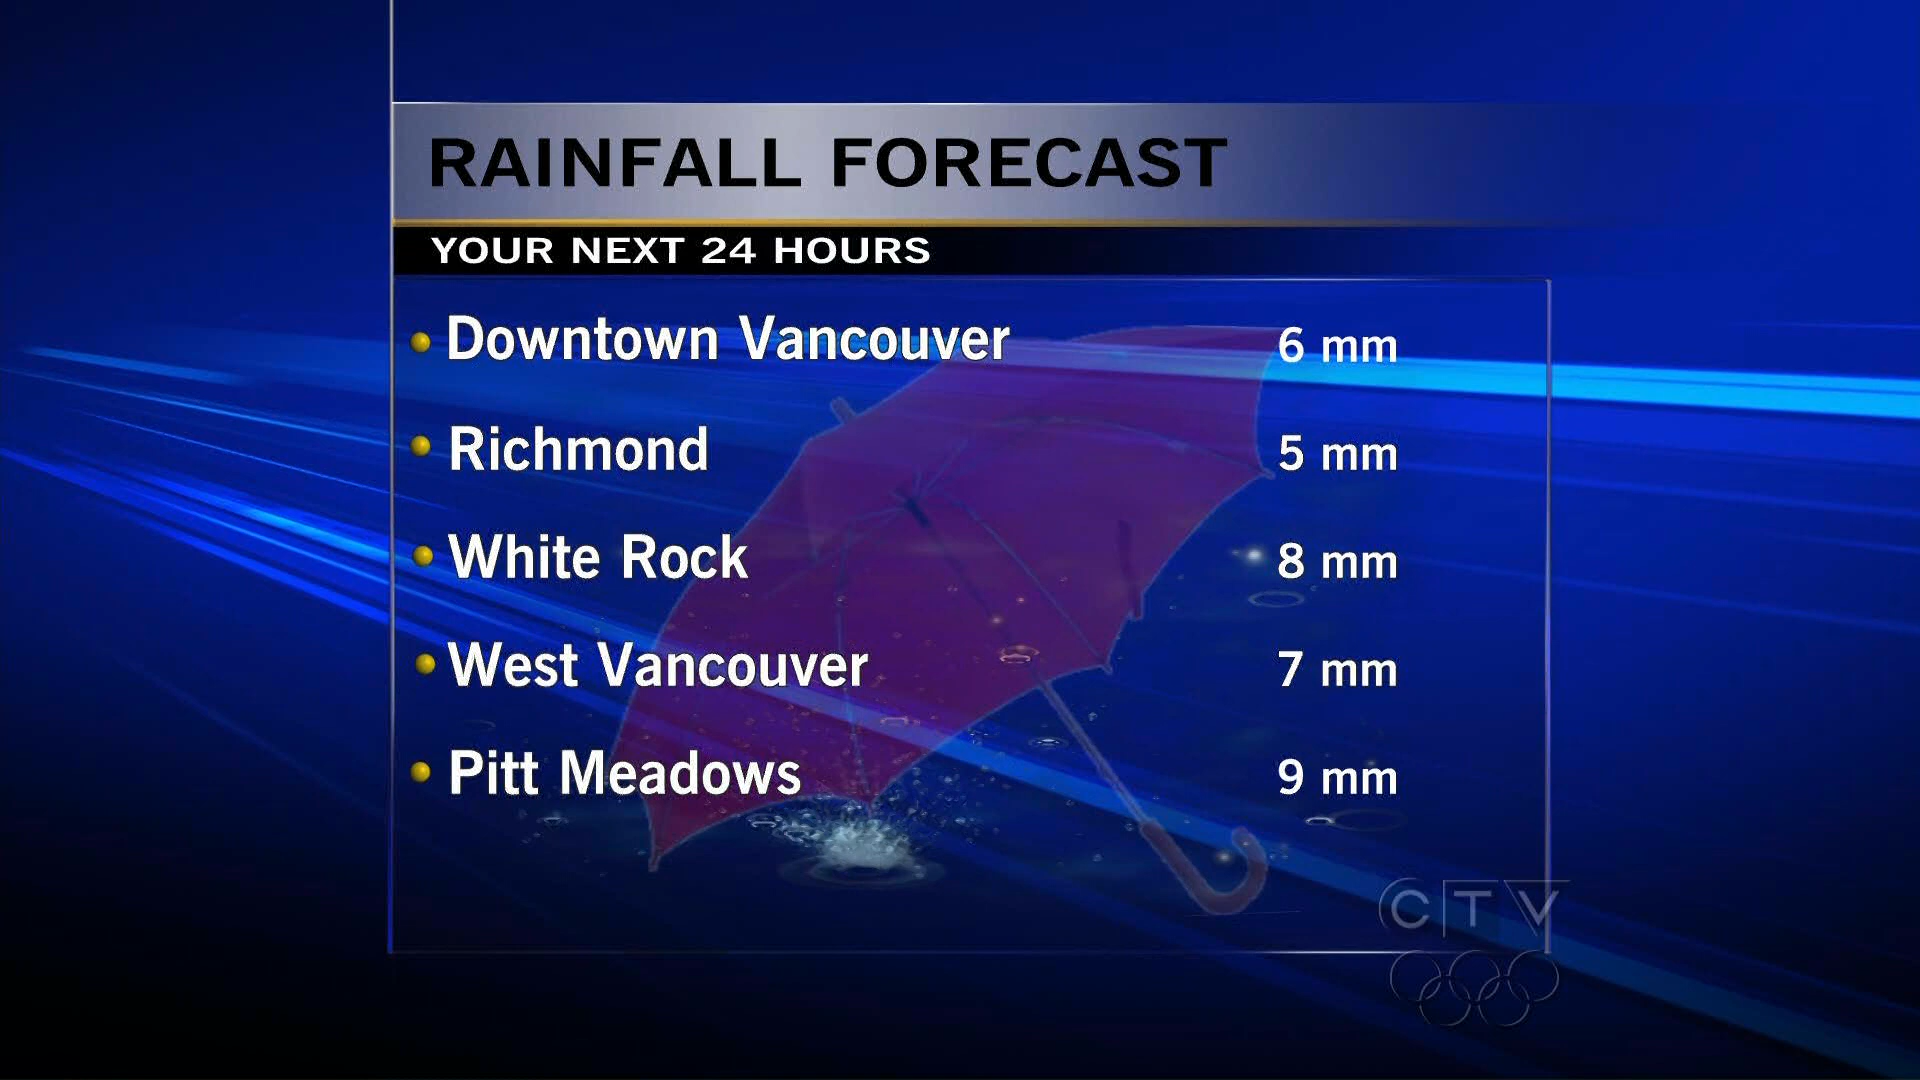 RAINFALL FORECAST
YOUR NEXT 24 HOURS
Downtown Vancouver 6 mm
Richmond 5 mm
White Rock 8 mm
West Vancouver 7 mm
Pitt Meadows 9 mm
CTV